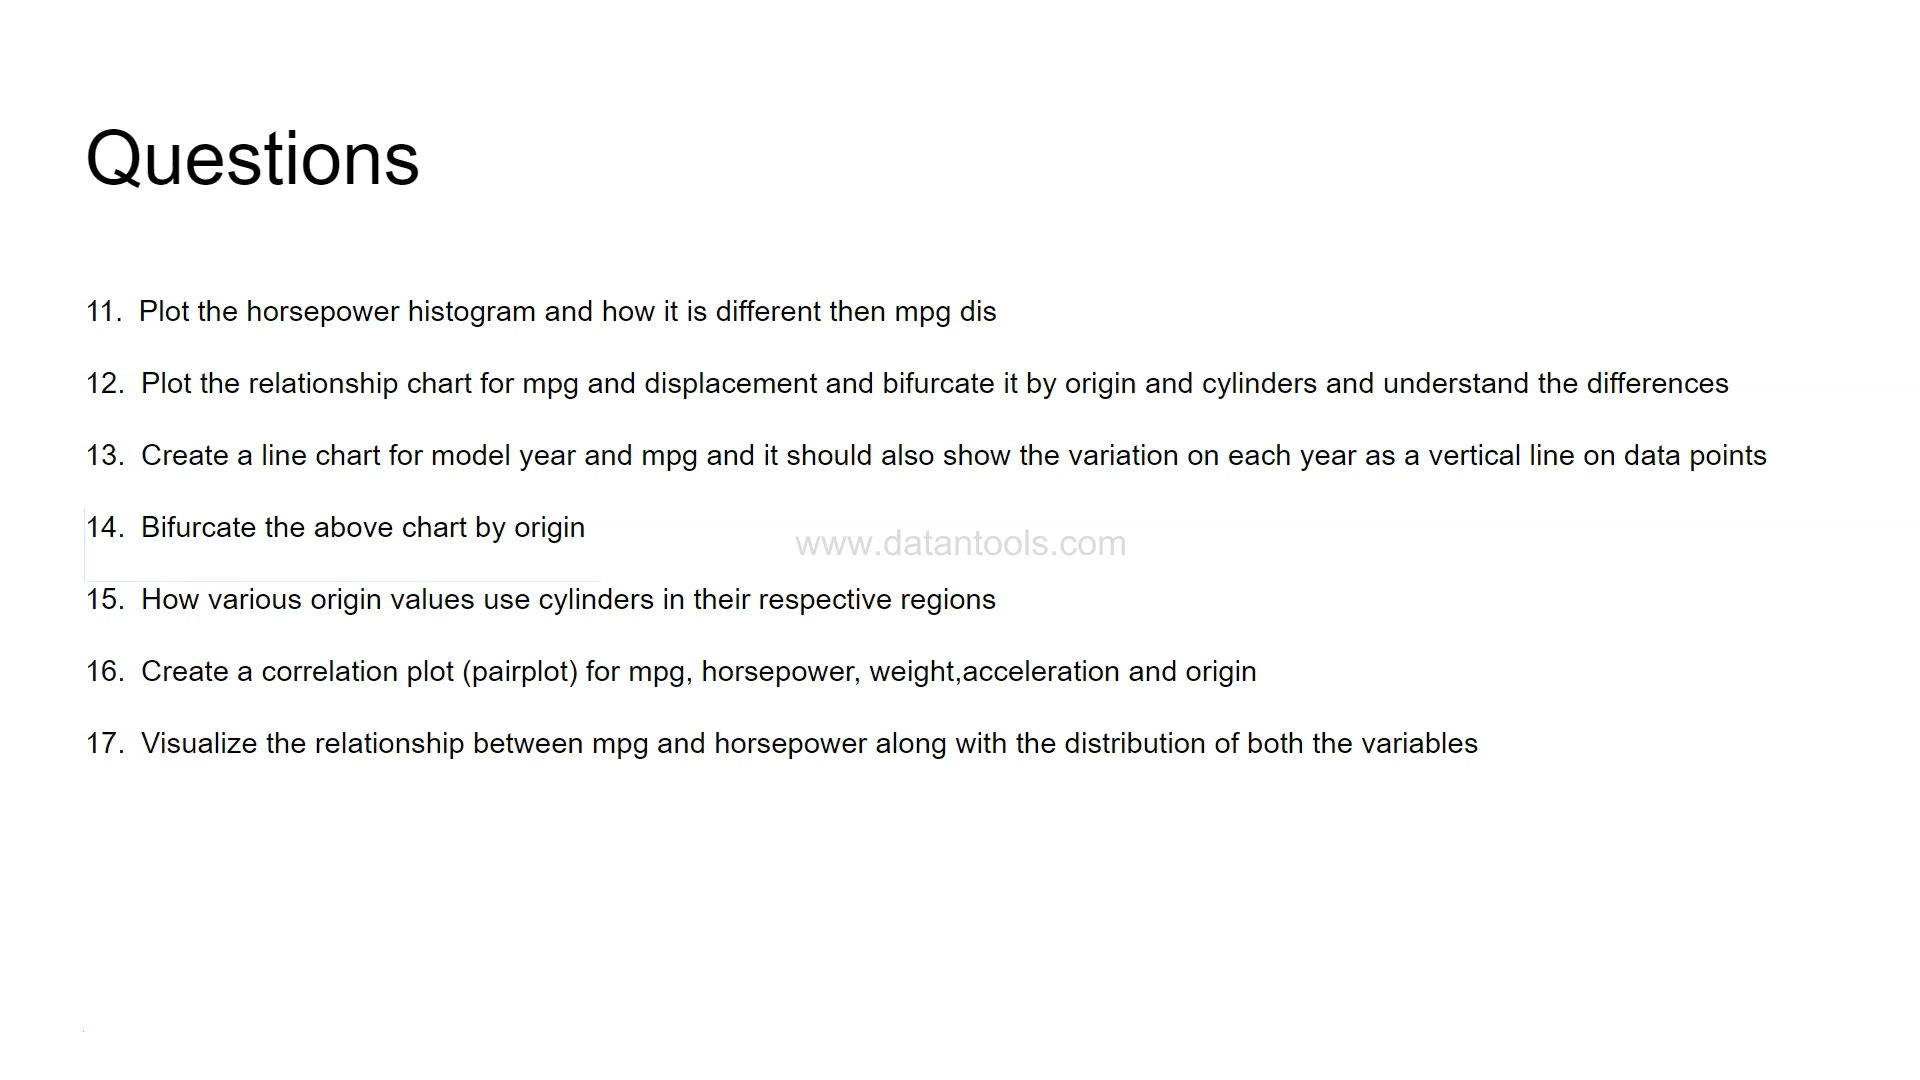 Questions
11. Plot the horsepower histogram and how it is different then mpg dis
12. Plot the relationship chart for mpg and displacement and bifurcate it by origin and cylinders and understand the differences
13. Create a line chart for model year and mpg and it should also show the variation on each year as a vertical line on data points
14. Bifurcate the above chart by origin
www.datantools.com
15. How various origin values use cylinders in their respective regions
16. Create a correlation plot (pairplot) for mpg, horsepower, weight,acceleration and origin
17. Visualize the relationship between mpg and horsepower along with the distribution of both the variables